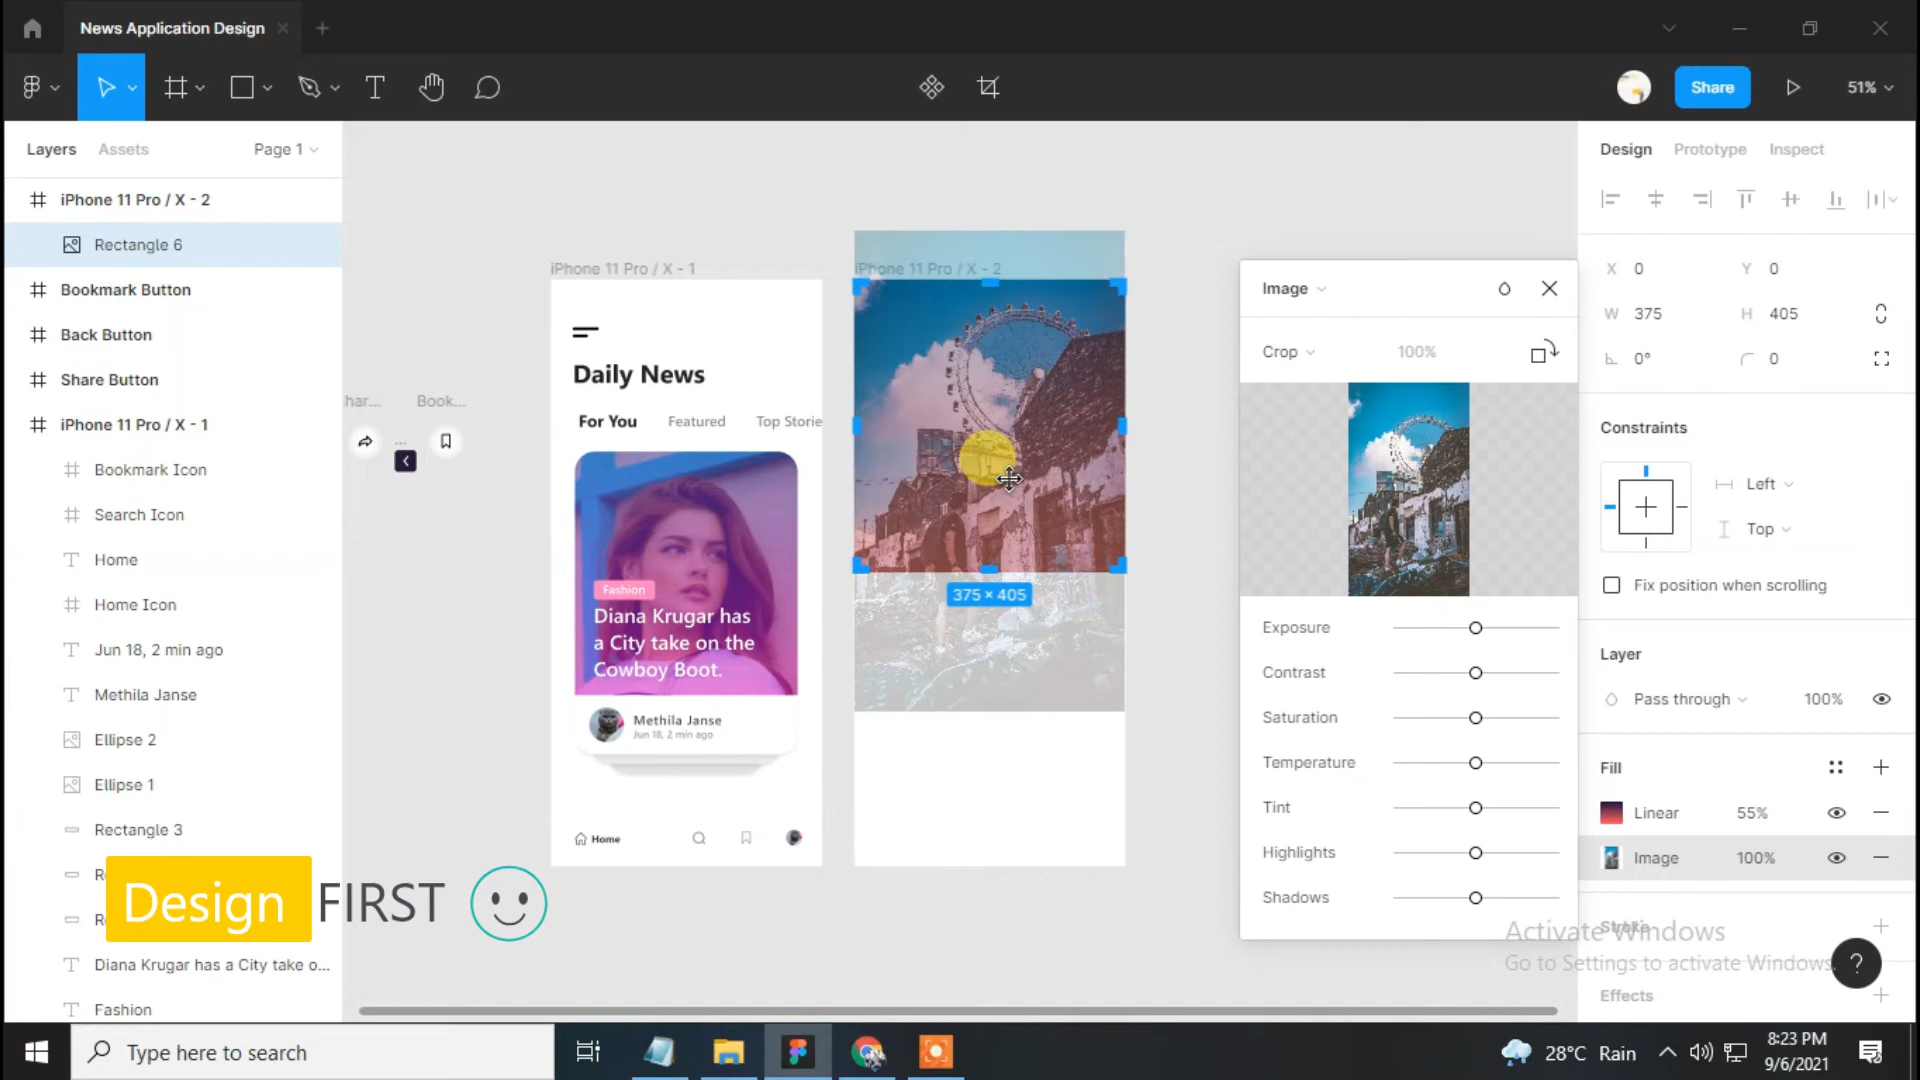 News Application Design
Share
51%
Layers
Assets
Page 1
iPhone 11 Pro / X - 2
Rectangle 6
Bookmark Button
Back Button
Share Button
iPhone 11 Pro / X - 1
Bookmark Icon
Search Icon
Home
Home Icon
Jun 18, 2 min ago
Methila Janse
Ellipse 2
Ellipse 1
Rectangle 3
Diana Krugar has a City take o...
Fashion
Design FIRST
har...
Book...
...
iPhone 11 Pro / X - 1
Daily News
For You
Featured
Top Storie
Fashion
Diana Krugar has
a City take on the
Cowboy Boot.
Methila Janse
Jun 18, 2 min ago
Home
iPhone 11 Pro / X - 2
375 × 405
Image
Crop
100%
Exposure
Contrast
Saturation
Temperature
Tint
Highlights
Shadows
Design
Prototype
Inspect
X 0
Y 0
W 375
H 405
0°
0
Constraints
Left
Top
Fix position when scrolling
Layer
Pass through
100%
Fill
Linear
55%
Image
100%
Stroke
Effects
Activate Windows
Go to Settings to activate Windows.
?
Type here to search
28°C Rain
8:23 PM
9/6/2021